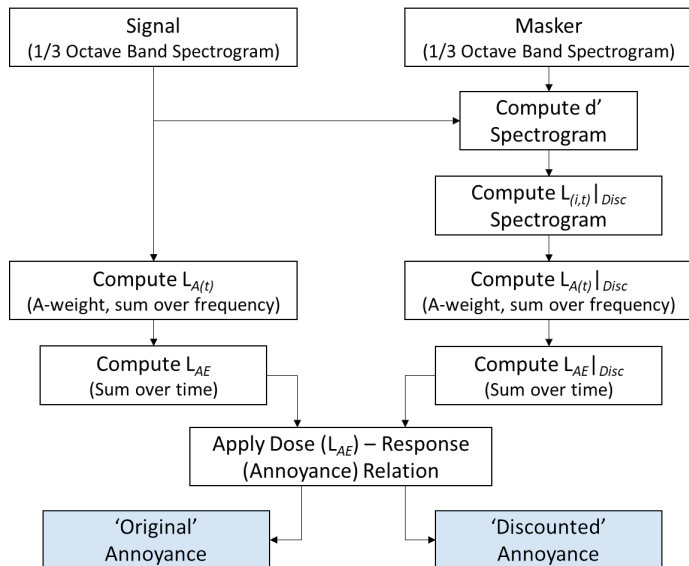 Signal
(1/3 Octave Band Spectrogram)
Masker
(1/3 Octave Band Spectrogram)
Compute d'
Spectrogram
Compute L(i,t)|Disc
Spectrogram
Compute LA(t)
(A-weight, sum over frequency)
Compute LA(t)|Disc
(A-weight, sum over frequency)
Compute LAE
(Sum over time)
Compute LAE|Disc
(Sum over time)
Apply Dose (LAE) – Response
(Annoyance) Relation
‘Original’
Annoyance
‘Discounted’
Annoyance